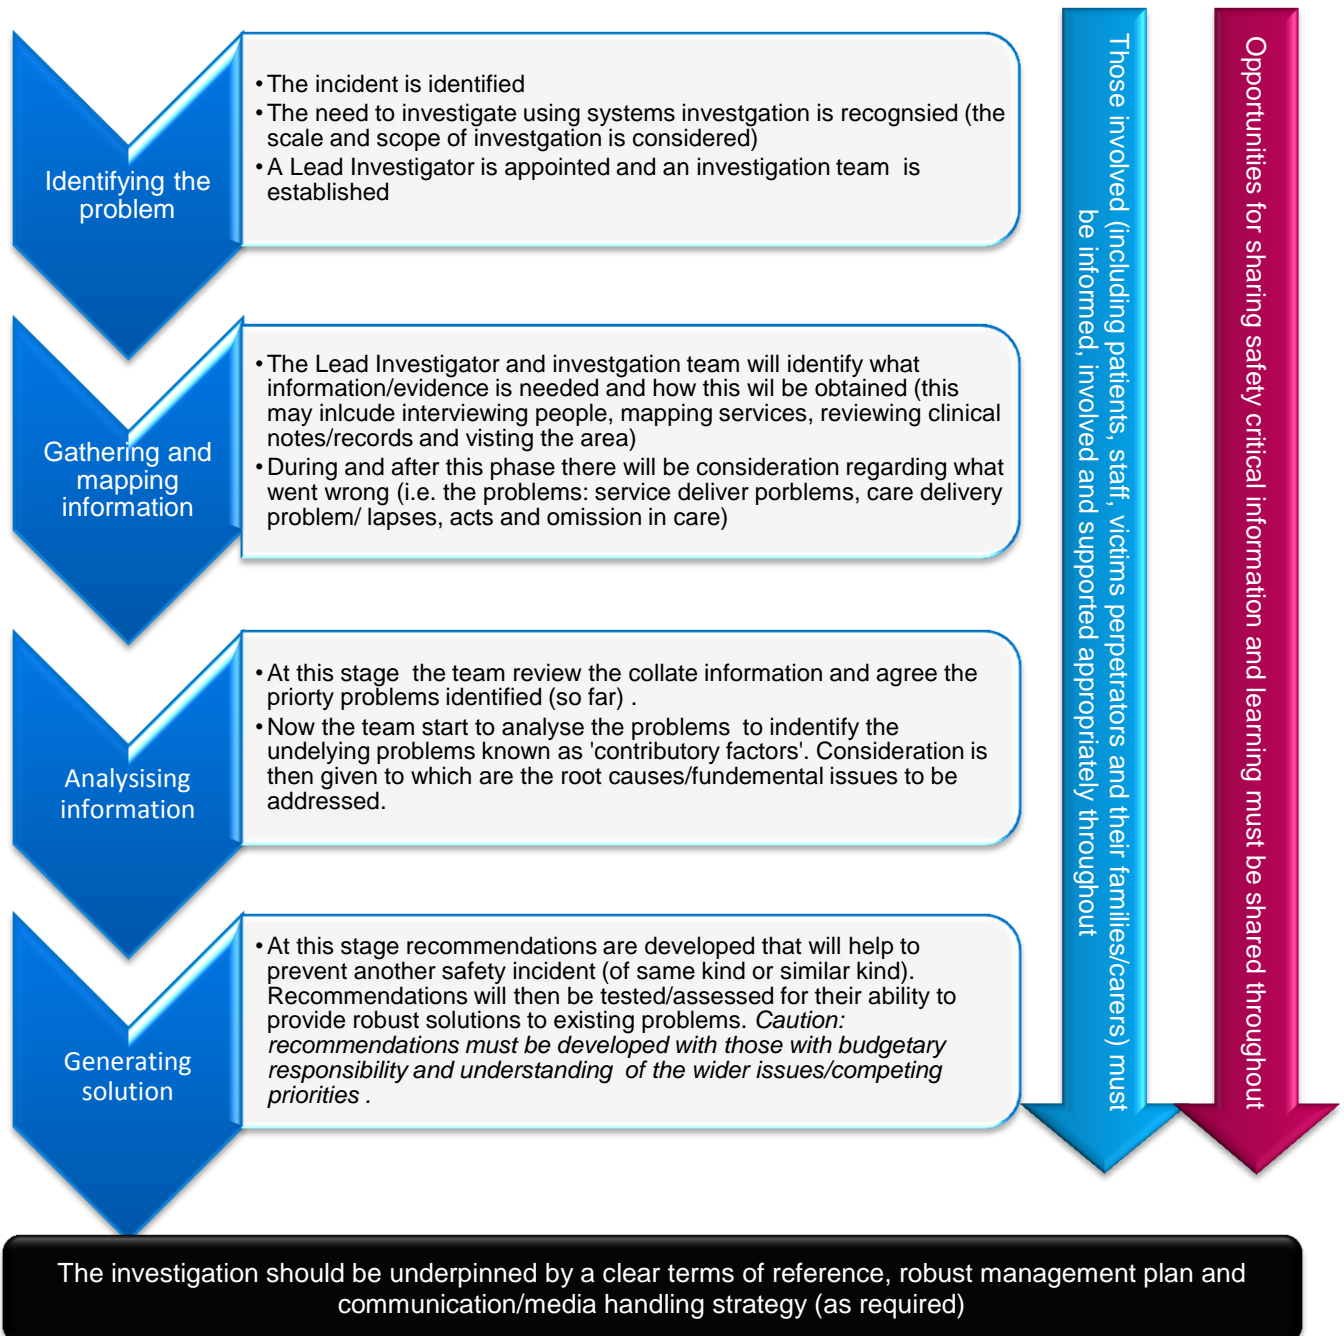 Identifying the
problem
•The incident is identified
•The need to investigate using systems investgation is recognsied (the
scale and scope of investgation is considered)
•A Lead Investigator is appointed and an investigation team  is
established
Gathering and
mapping
information
•The Lead Investigator and investgation team will identify what
information/evidence is needed and how this wil be obtained (this
may inlcude interviewing people, mapping services, reviewing clinical
notes/records and visting the area)
•During and after this phase there will be consideration regarding what
went wrong (i.e. the problems: service deliver porblems, care delivery
problem/ lapses, acts and omission in care)
Analysising
information
•At this stage  the team review the collate information and agree the
priorty problems identified (so far) .
•Now the team start to analyse the problems  to indentify the
undelying problems known as 'contributory factors'. Consideration is
then given to which are the root causes/fundemental issues to be
addressed.
Generating
solution
•At this stage recommendations are developed that will help to
prevent another safety incident (of same kind or similar kind).
Recommendations will then be tested/assessed for their ability to
provide robust solutions to existing problems. Caution:
recommendations must be developed with those with budgetary
responsibility and understanding  of the wider issues/competing
priorities .
Those involved (including patients, staff, victims perpetrators and their families/carers) must
be informed, involved and supported appropriately throughout
Opportunities for sharing safety critical information and learning must be shared throughout
The investigation should be underpinned by a clear terms of reference, robust management plan and
communication/media handling strategy (as required)